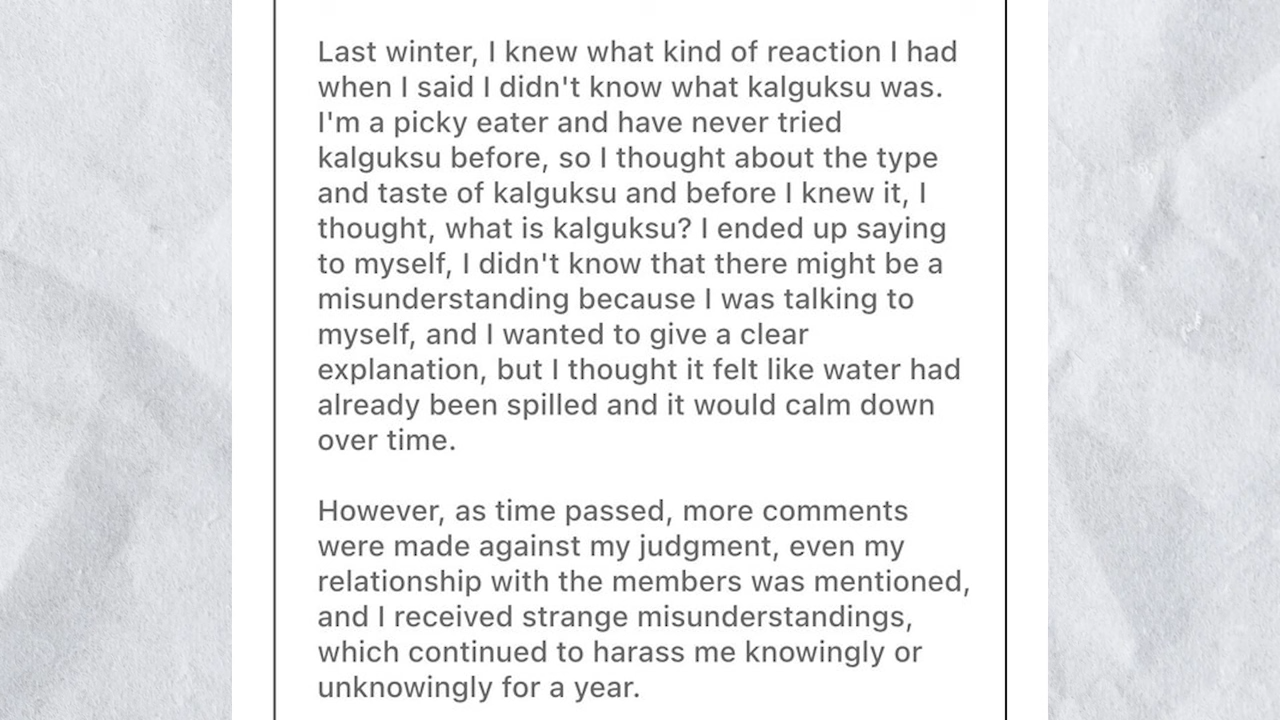 Last winter, I knew what kind of reaction I had
when I said I didn't know what kalguksu was.
I'm a picky eater and have never tried
kalguksu before, so I thought about the type
and taste of kalguksu and before I knew it, I
thought, what is kalguksu? I ended up saying
to myself, I didn't know that there might be a
misunderstanding because I was talking to
myself, and I wanted to give a clear
explanation, but I thought it felt like water had
already been spilled and it would calm down
over time.
However, as time passed, more comments
were made against my judgment, even my
relationship with the members was mentioned,
and I received strange misunderstandings,
which continued to harass me knowingly or
unknowingly for a year.